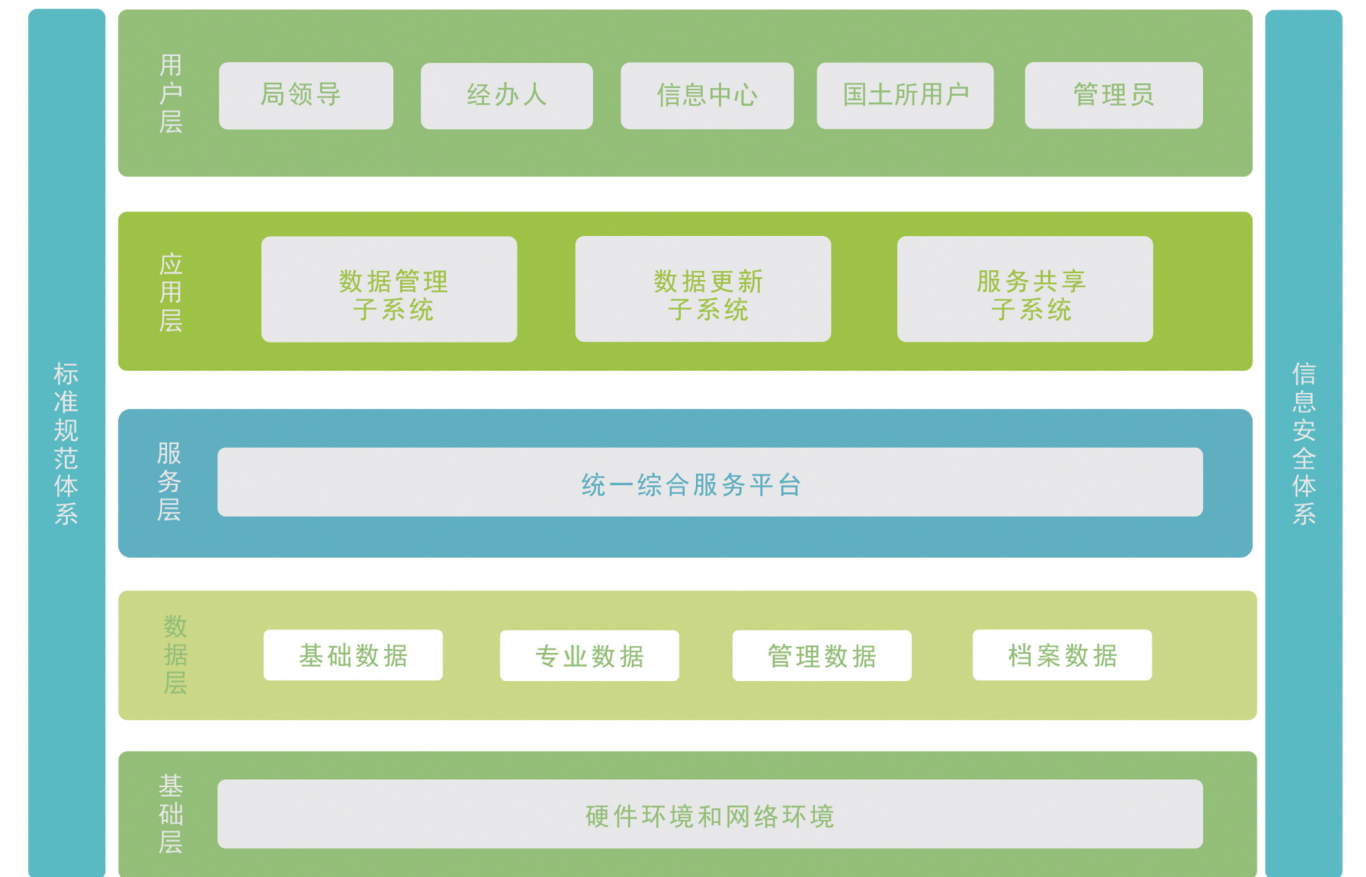 标准规范体系
用户层
局领导
经办人
信息中心
国土所用户
管理员
应用层
数据管理
子系统
数据更新
子系统
服务共享
子系统
服务层
统一综合服务平台
数据层
基础数据
专业数据
管理数据
档案数据
基础层
硬件环境和网络环境
信息安全体系